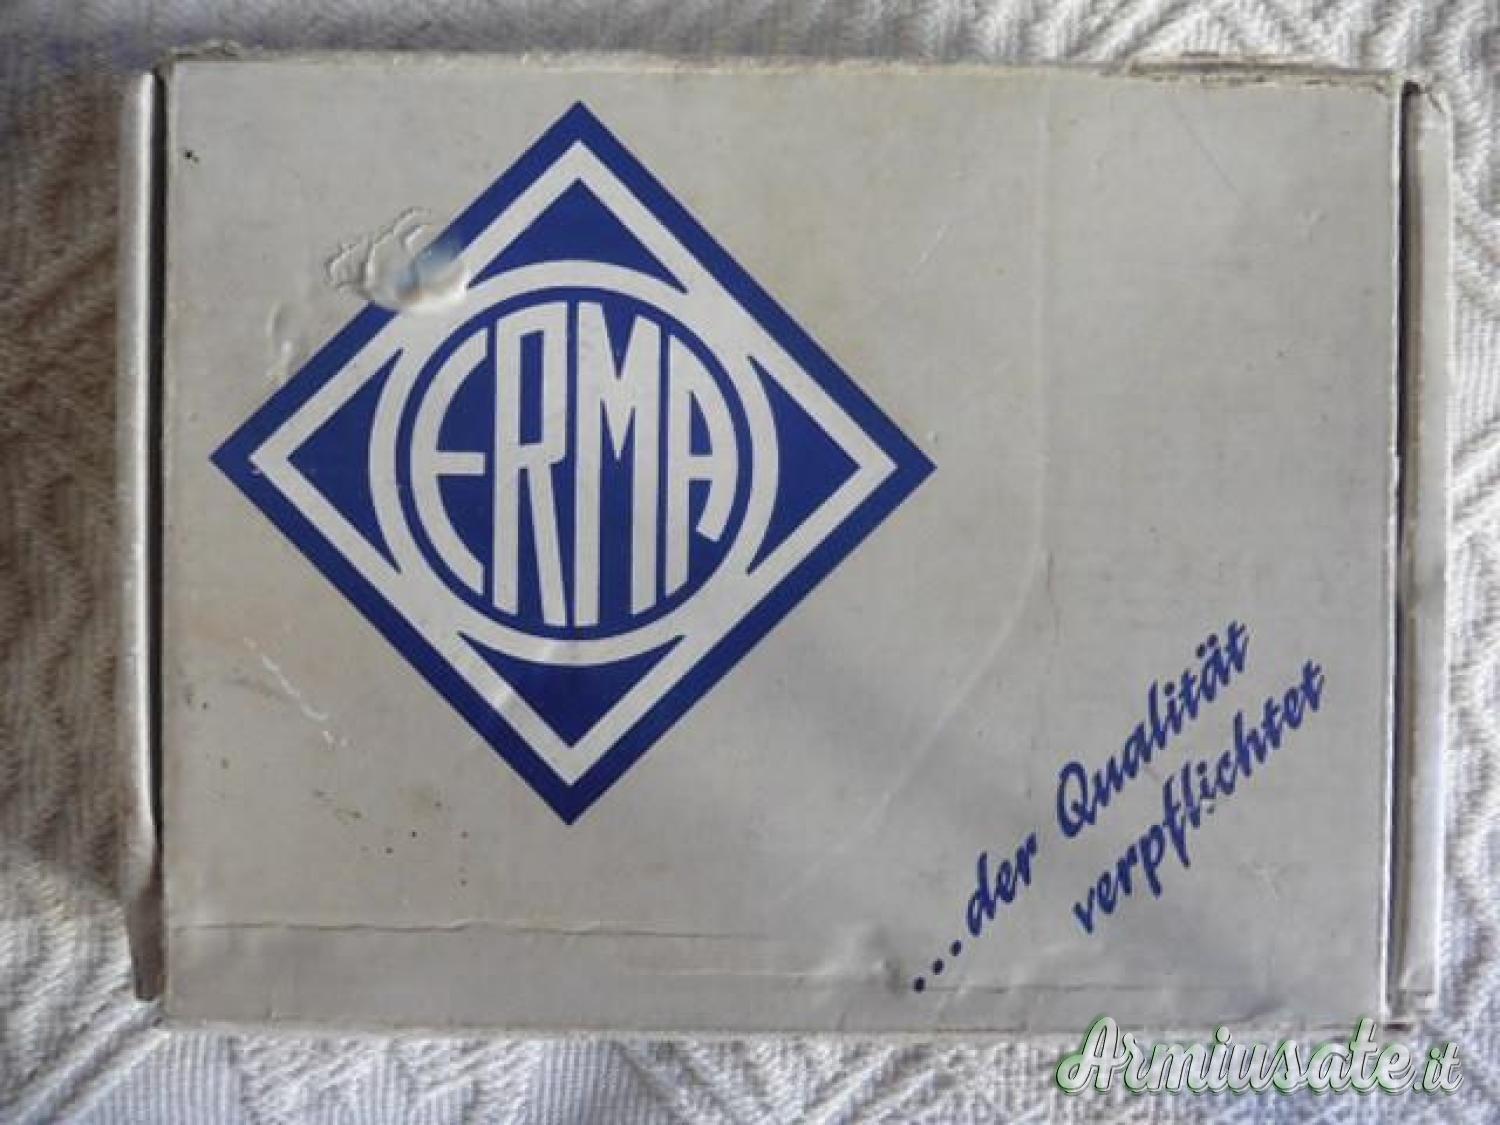 ERMA
...der Qualität
verpflichtet
Armiusate.it